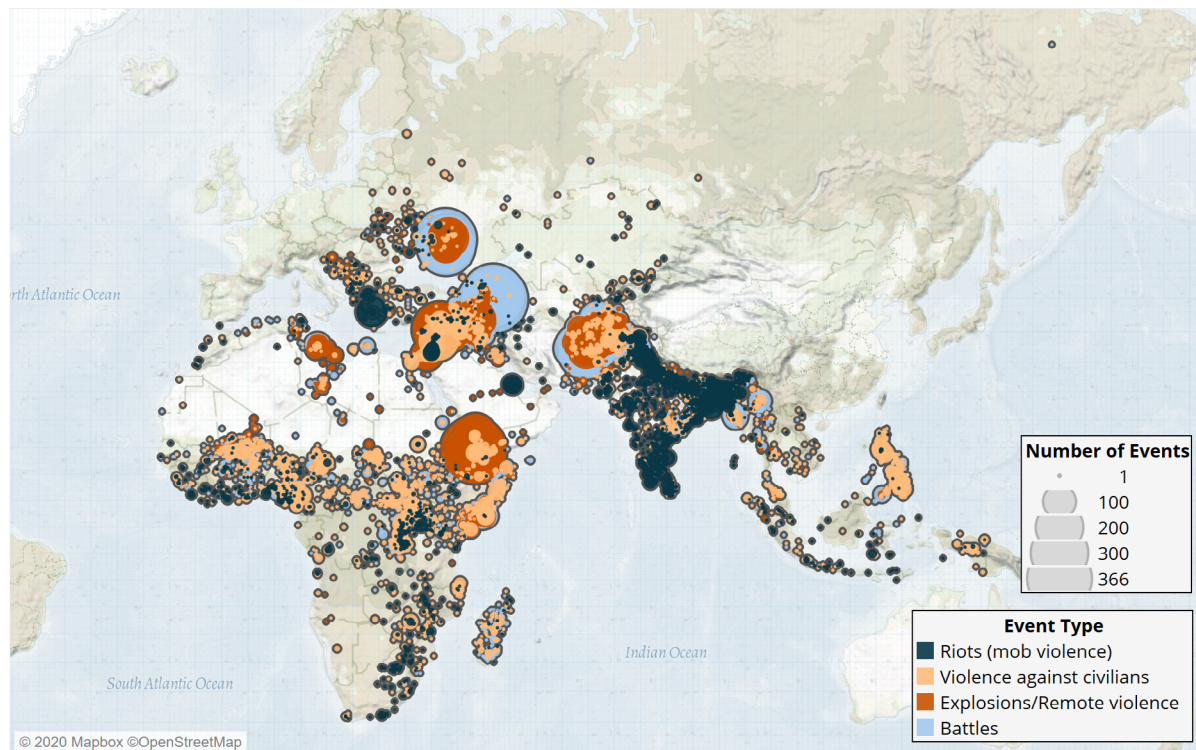 rth Atlantic Ocean
Number of Events
1
100
200
300
366
Event Type
Riots (mob violence)
Violence against civilians
Explosions/Remote violence
Battles
Indian Ocean
South Atlantic Ocean
© 2020 Mapbox ©OpenStreetMap